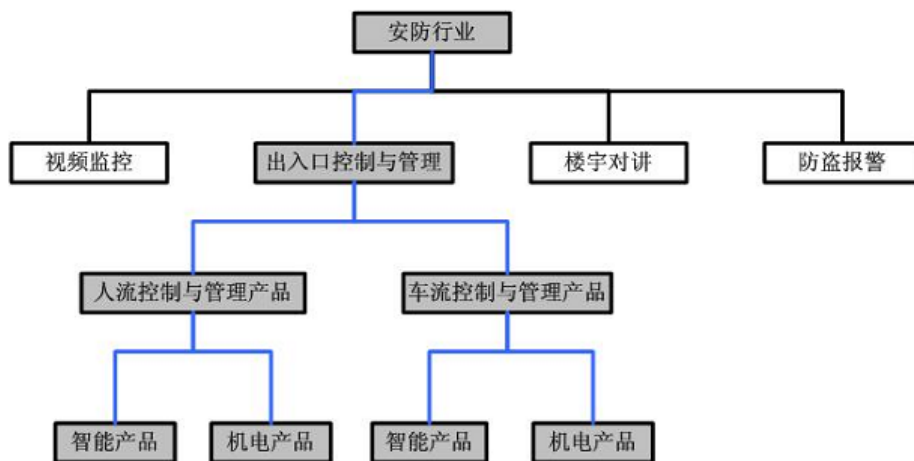 安防行业
视频监控
出入口控制与管理
楼宇对讲
防盗报警
人流控制与管理产品
车流控制与管理产品
智能产品
机电产品
智能产品
机电产品